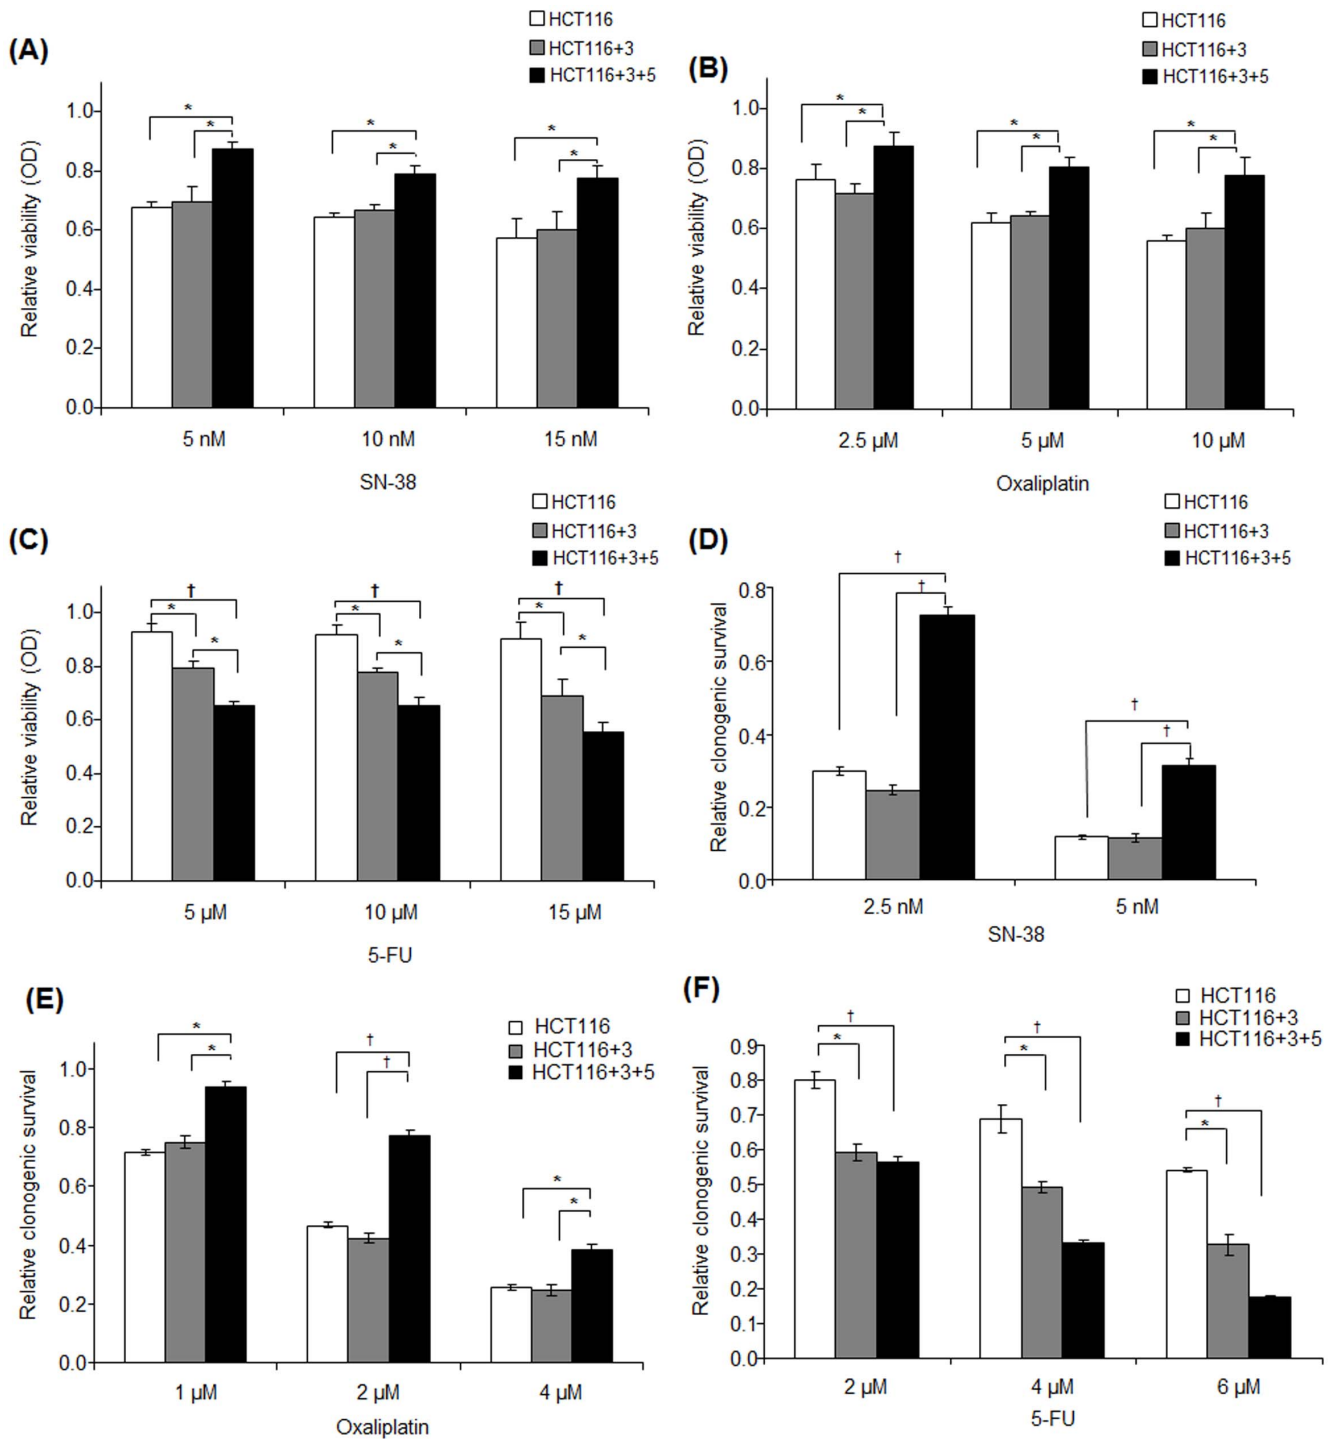 (A)
HCT116
HCT116+3
HCT116+3+5
Relative viability (OD)
1.0
0.8
0.6
0.4
0.2
0.0
* * * * * *
5 nM 10 nM 15 nM
SN-38
(B)
HCT116
HCT116+3
HCT116+3+5
Relative viability (OD)
1.0
0.8
0.6
0.4
0.2
0.0
* * * * * *
2.5 µM 5 µM 10 µM
Oxaliplatin
(C)
HCT116
HCT116+3
HCT116+3+5
Relative viability (OD)
1.0
0.8
0.6
0.4
0.2
0.0
† * * † * * † * *
5 µM 10 µM 15 µM
5-FU
(D)
HCT116
HCT116+3
HCT116+3+5
Relative clonogenic survival
0.8
0.6
0.4
0.2
0.0
† † † †
2.5 nM 5 nM
SN-38
(E)
HCT116
HCT116+3
HCT116+3+5
Relative clonogenic survival
1.0
0.8
0.6
0.4
0.2
0.0
* * † † * *
1 µM 2 µM 4 µM
Oxaliplatin
(F)
HCT116
HCT116+3
HCT116+3+5
Relative clonogenic survival
0.9
0.8
0.7
0.6
0.5
0.4
0.3
0.2
0.1
0.0
† * † * † *
2 µM 4 µM 6 µM
5-FU